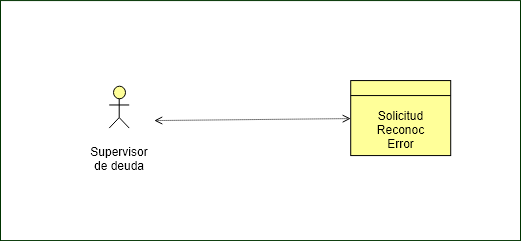 Solicitud
Reconoc
Error
Supervisor
de deuda